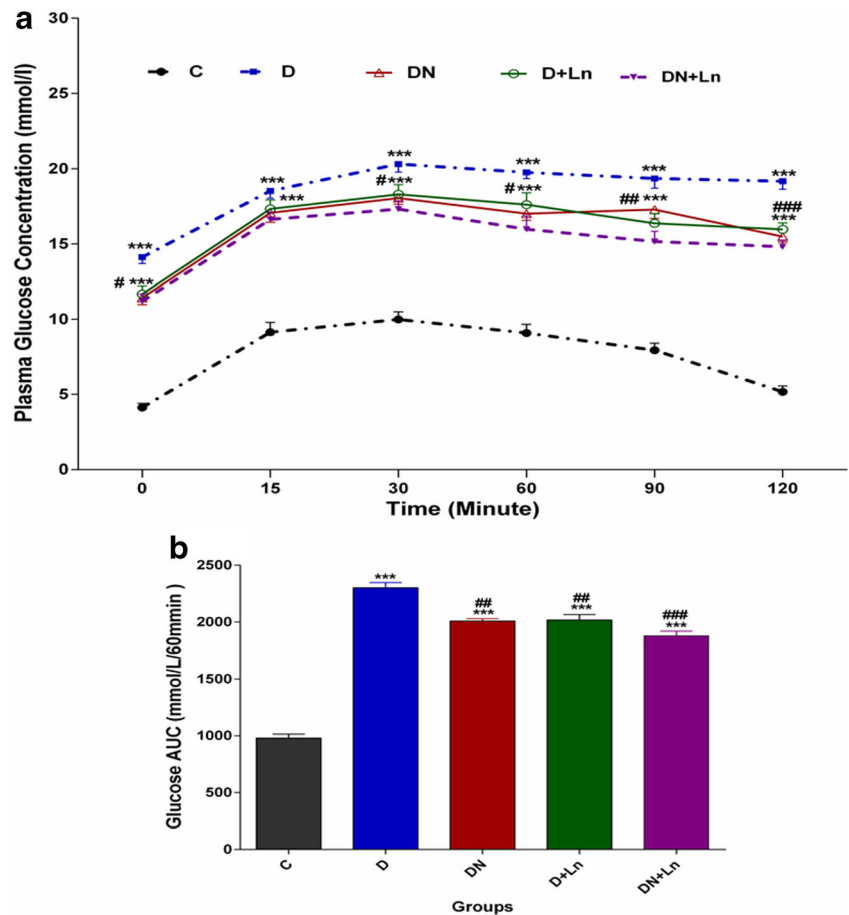 a
30
25
20
15
10
5
0
Plasma Glucose Concentration (mmol/l)
C D DN D+Ln DN+Ln
*** *** *** *** *** ***
# *** *** #*** #*** ## *** ###
***
0 15 30 60 90 120
Time (Minute)
b
2500
2000
1500
1000
500
0
Glucose AUC (mmol/L/60mmin )
***
##
***
##
***
###
***
C D DN D+Ln DN+Ln
Groups